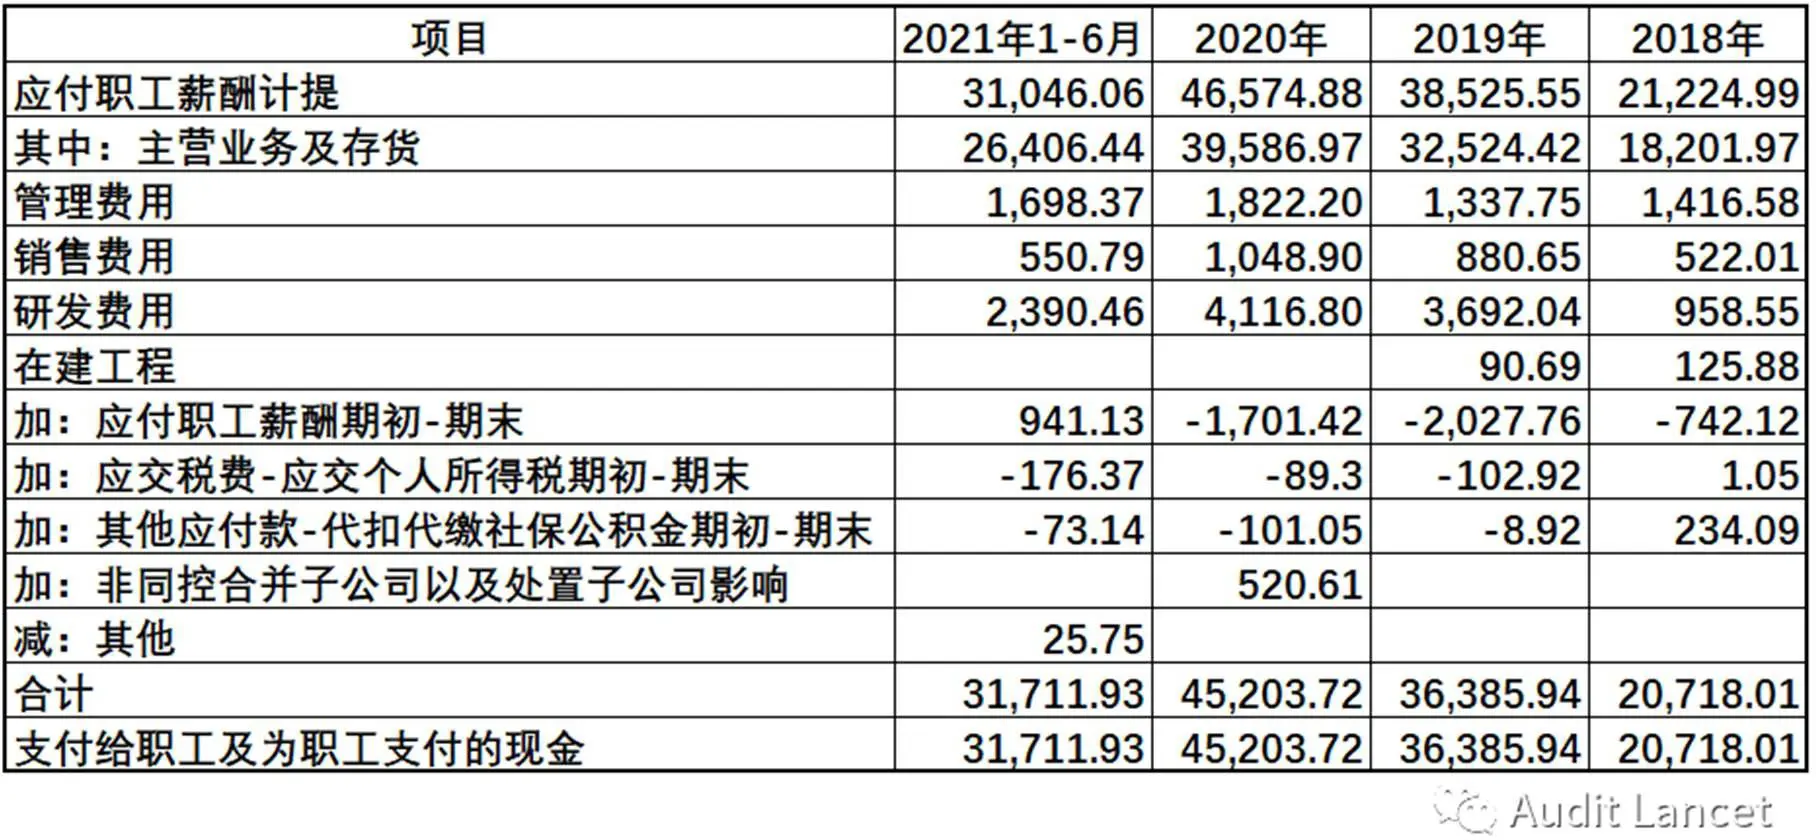 项目 2021年1-6月 2020年 2019年 2018年
应付职工薪酬计提 31,046.06 46,574.88 38,525.55 21,224.99
其中：主营业务及存货 26,406.44 39,586.97 32,524.42 18,201.97
管理费用 1,698.37 1,822.20 1,337.75 1,416.58
销售费用 550.79 1,048.90 880.65 522.01
研发费用 2,390.46 4,116.80 3,692.04 958.55
在建工程 90.69 125.88
加：应付职工薪酬期初-期末 941.13 -1,701.42 -2,027.76 -742.12
加：应交税费-应交个人所得税期初-期末 -176.37 -89.3 -102.92 1.05
加：其他应付款-代扣代缴社保公积金期初-期末 -73.14 -101.05 -8.92 234.09
加：非同控合并子公司以及处置子公司影响 520.61
减：其他 25.75
合计 31,711.93 45,203.72 36,385.94 20,718.01
支付给职工及为职工支付的现金 31,711.93 45,203.72 36,385.94 20,718.01
Audit Lancet